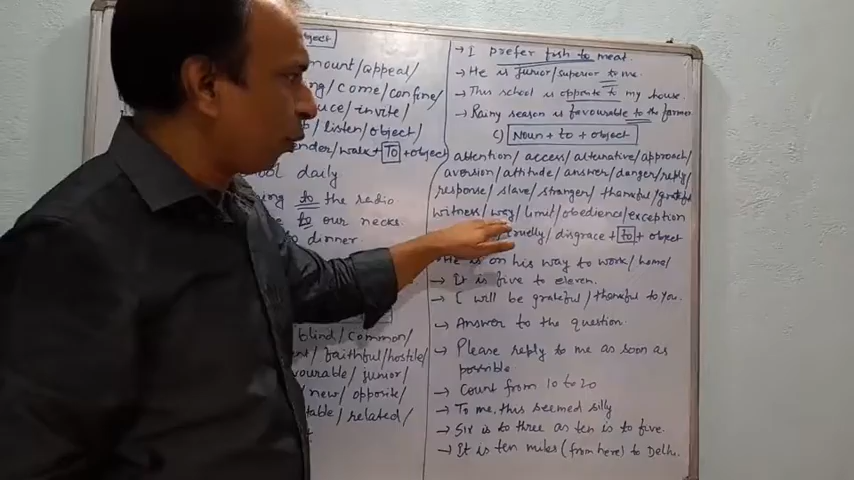 ject
mount/appeal/
ng/come/confine/
uce/invite/
listen/object/
ender/walk+TO+object
ool daily
ns to the radio
to our necks.
dinner
blind/common/
nt/faithful/hostile/
vourable/junior/
new/opposite/
table/related/
→ I prefer fish to meat.
→ He is junior/superior to me.
→ This school is opposite to my house.
→ Rainy season is favourable to the farmer
c) Noun + to + object
attention/access/alternative/approach/
aversion/attitude/answer/danger/reply/
response/slave/stranger/thankful/grateful
witness/way/limit/obedience/exception
cruelty/disgrace+to+object
He is on his way to work/home/
→ It is five to eleven.
→ I will be grateful/thankful to you.
→ Answer to the question.
→ Please reply to me as soon as
possible
→ Count from 10 to 20
→ To me, this seemed silly
→ Six is to three as ten is to five.
→ It is ten miles (from here) to Delhi.